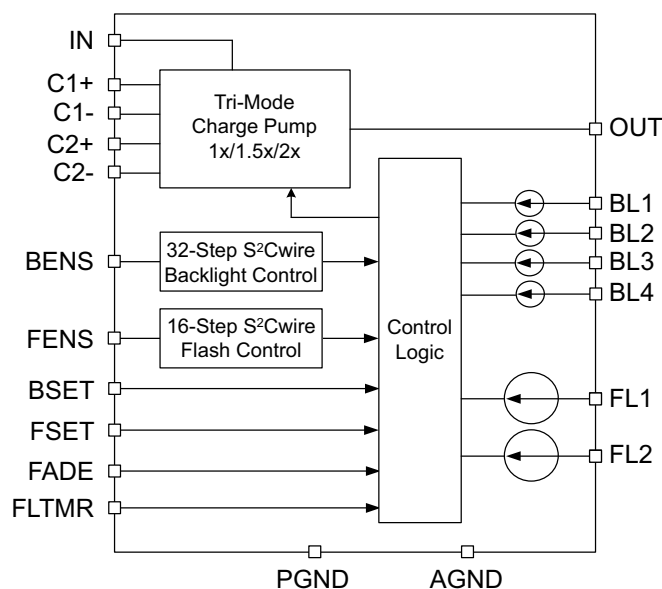 IN
C1+
C1-
C2+
C2-
Tri-Mode
Charge Pump
1x/1.5x/2x
OUT
BL1
BL2
BL3
BL4
BENS
32-Step S²Cwire
Backlight Control
FENS
16-Step S²Cwire
Flash Control
Control
Logic
BSET
FSET
FADE
FLTMR
FL1
FL2
PGND
AGND